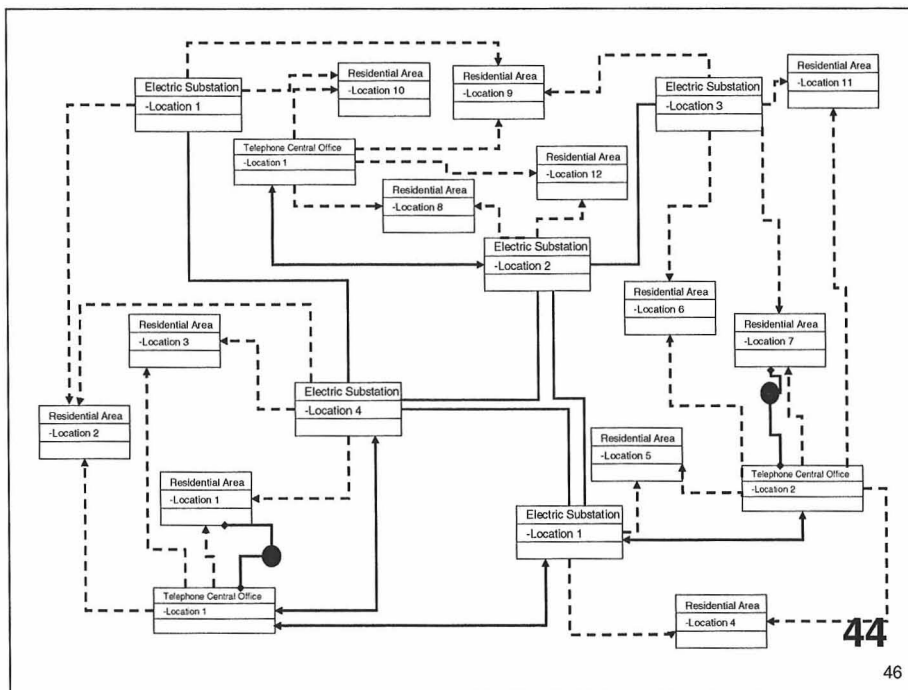 Electric Substation
-Location 1
Residential Area
-Location 10
Residential Area
-Location 9
Electric Substation
-Location 3
Residential Area
-Location 11
Telephone Central Office
-Location 1
Residential Area
-Location 12
Residential Area
-Location 8
Electric Substation
-Location 2
Residential Area
-Location 6
Residential Area
-Location 7
Residential Area
-Location 3
Electric Substation
-Location 4
Residential Area
-Location 2
Residential Area
-Location 5
Residential Area
-Location 1
Telephone Central Office
-Location 2
Electric Substation
-Location 1
Telephone Central Office
-Location 1
Residential Area
-Location 4
44
46